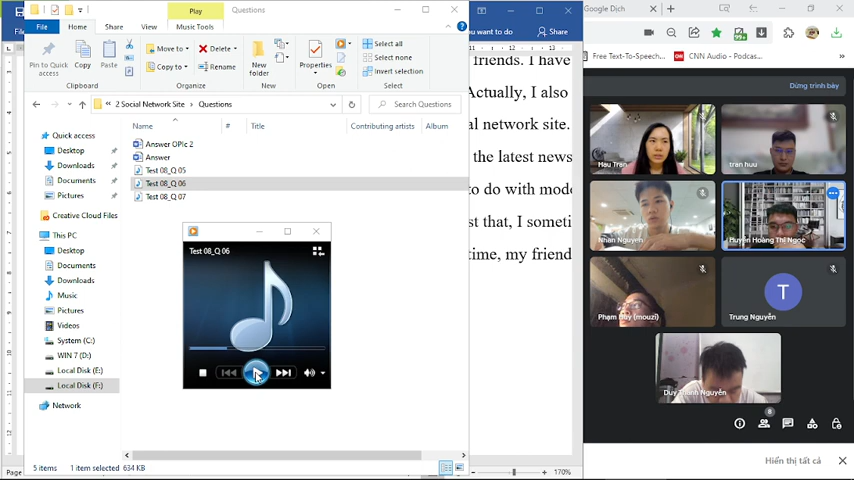 Play
Questions
File
Home
Share
View
Music Tools
Pin to Quick access
Copy
Paste
Move to
Copy to
Delete
Rename
New folder
Properties
Select all
Select none
Invert selection
Clipboard
Organize
New
Open
Select
« 2 Social Network Site › Questions
Search Questions
Name
#
Title
Contributing artists
Album
Answer OPIc 2
Answer
Test 08_Q 05
Test 08_Q 06
Test 08_Q 07
Quick access
Desktop
Downloads
Documents
Pictures
Creative Cloud Files
This PC
Desktop
Documents
Downloads
Music
Pictures
Videos
System (C:)
WIN 7 (D:)
Local Disk (E:)
Local Disk (F:)
Network
Test 08_Q 06
5 items
1 item selected 634 KB
ou want to do
Share
friends. I have
Actually, I also
al network site.
the latest news
to do with mode
st that, I someti
time, my friend
Page
170%
Google Dịch
Free Text-To-Speech...
CNN Audio - Podcas...
Dừng trình bày
Hau Tran
tran huu
Nhan Nguyen
Huyền Hoàng Thị Ngọc
Phạm Huy (mouzi)
T
Trung Nguyễn
Duy Thành Nguyễn
8
Hiển thị tất cả